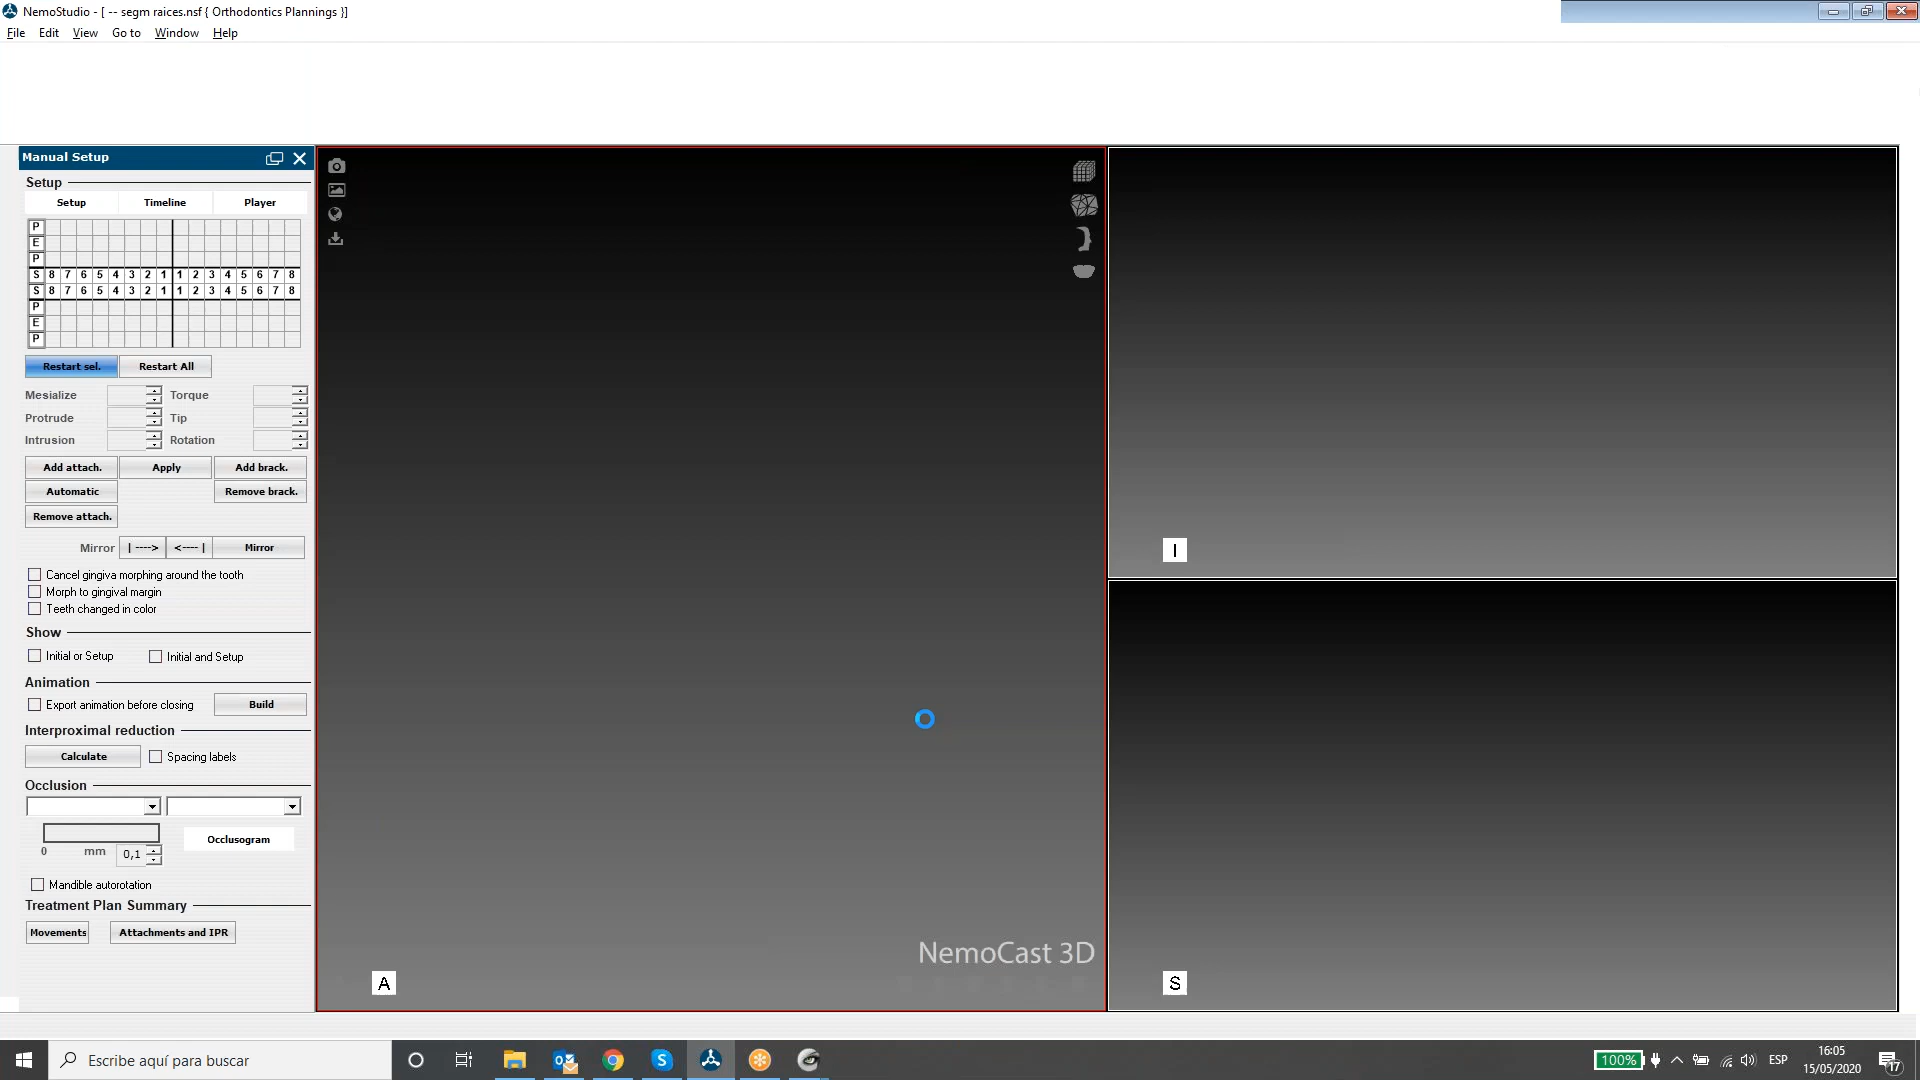 NemoStudio - [ -- segm raices.nsf { Orthodontics Plannings }]
File Edit View Go to Window Help
Manual Setup
Setup
Setup Timeline Player
P
E
P
S 8 7 6 5 4 3 2 1 1 2 3 4 5 6 7 8
S 8 7 6 5 4 3 2 1 1 2 3 4 5 6 7 8
P
E
P
Restart sel. Restart All
Mesialize Torque
Protrude Tip
Intrusion Rotation
Add attach. Apply Add brack.
Automatic Remove brack.
Remove attach.
Mirror |----> <----| Mirror
Cancel gingiva morphing around the tooth
Morph to gingival margin
Teeth changed in color
Show
Initial or Setup Initial and Setup
Animation
Export animation before closing Build
Interproximal reduction
Calculate Spacing labels
Occlusion
Occlusogram
0 mm 0,1
Mandible autorotation
Treatment Plan Summary
Movements Attachments and IPR
NemoCast 3D
A
I
S
Escribe aquí para buscar
100% ESP
16:05
15/05/2020
17